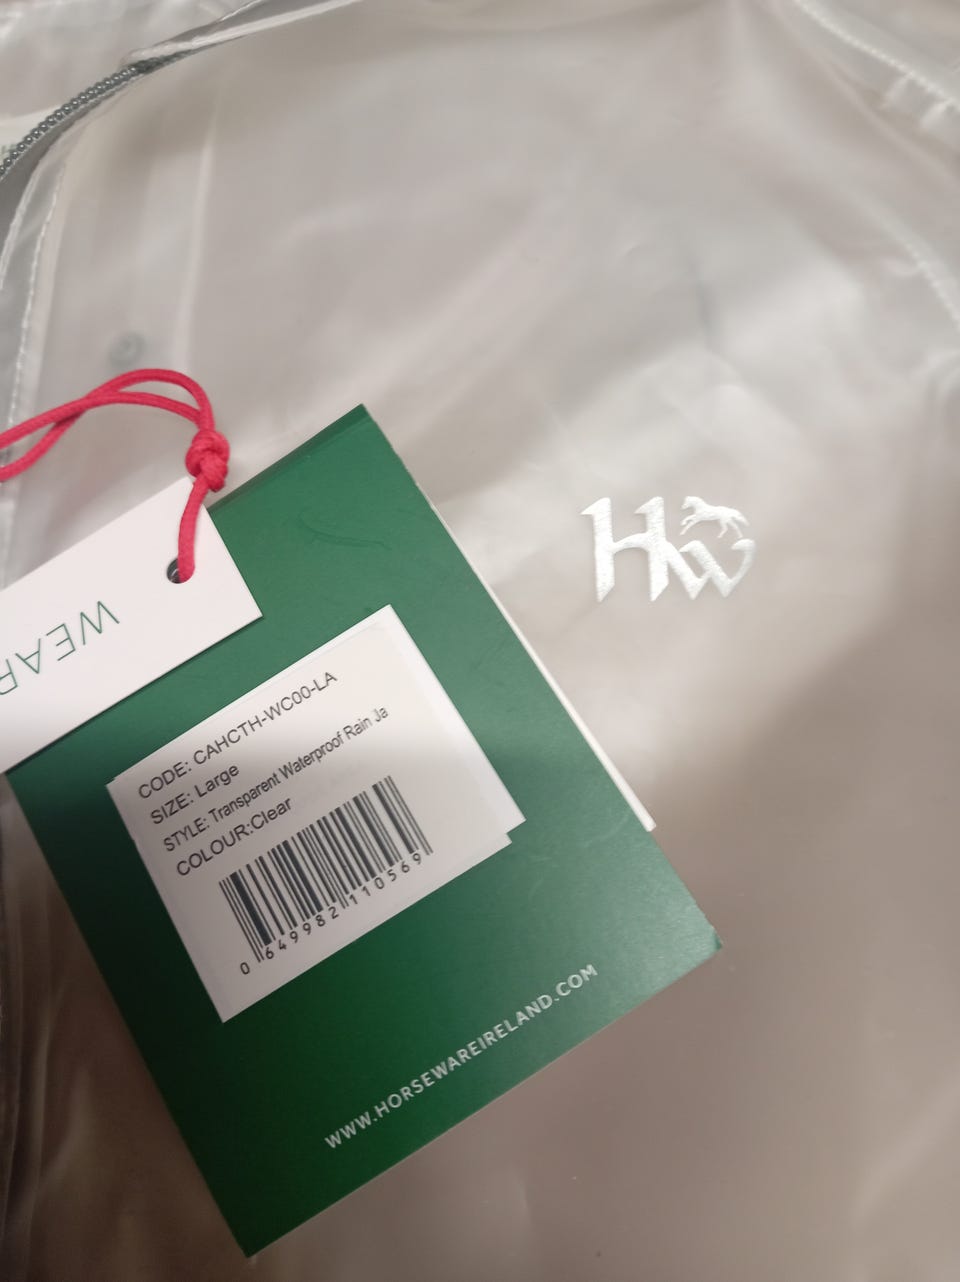 HW
WEAR
CODE: CAHCTH-WC00-LA
SIZE: Large
STYLE: Transparent Waterproof Rain Ja
COLOUR:Clear
0 649982 110569
WWW.HORSEWAREIRELAND.COM